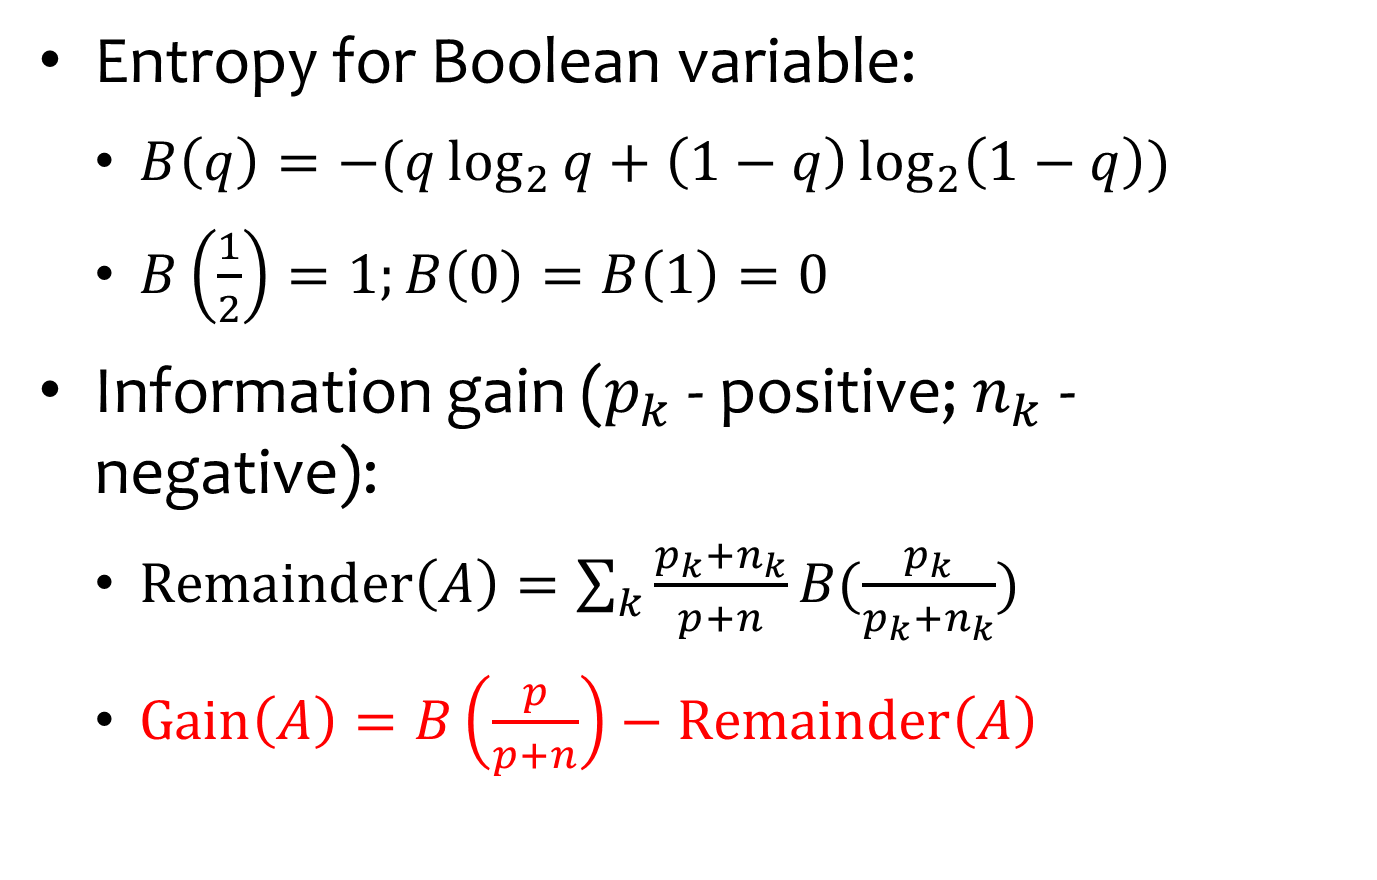 • Entropy for Boolean variable:
• B(q) = −(q log₂ q + (1 − q) log₂(1 − q))
• B(1/2) = 1; B(0) = B(1) = 0
• Information gain (pₖ - positive; nₖ -
negative):
• Remainder(A) = ∑ₖ (pₖ+nₖ)/(p+n) B(pₖ/(pₖ+nₖ))
• Gain(A) = B(p/(p+n)) − Remainder(A)